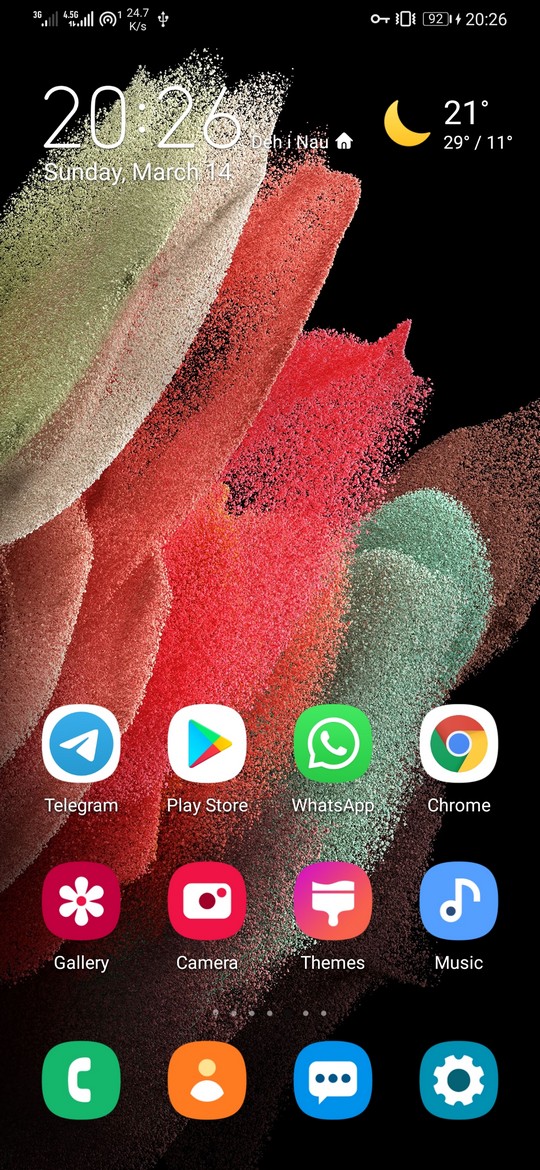 3G 4.5G 1 24.7 K/s 92 20:26
20:26
Deh i Nau
21°
29° / 11°
Sunday, March 14
Telegram Play Store WhatsApp Chrome
Gallery Camera Themes Music